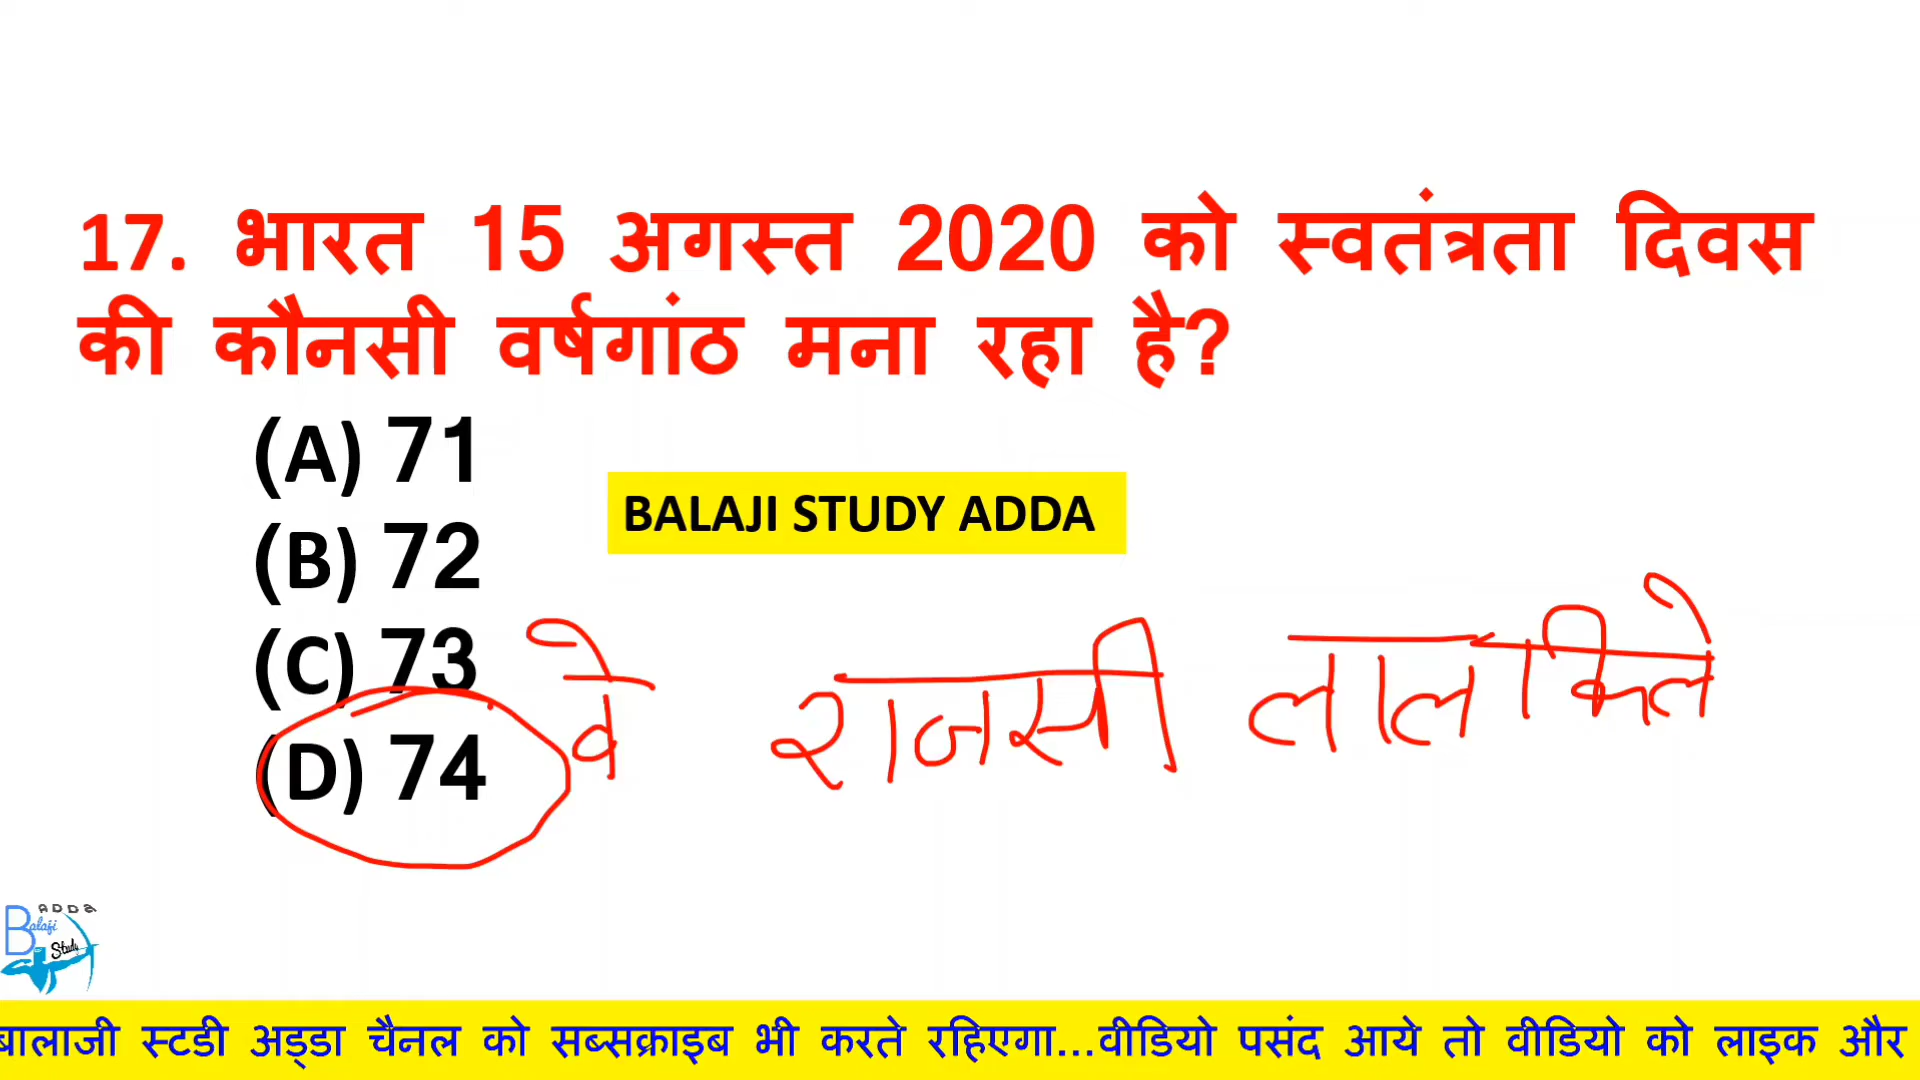 17. भारत 15 अगस्त 2020 को स्वतंत्रता दिवस
की कौनसी वर्षगांठ मना रहा है?
(A) 71
(B) 72
(C) 73
(D) 74
BALAJI STUDY ADDA
वे राजसी लाल किले
ADDA
Balaji
Study
बालाजी स्टडी अड्डा चैनल को सब्सक्राइब भी करते रहिएगा...वीडियो पसंद आये तो वीडियो को लाइक और